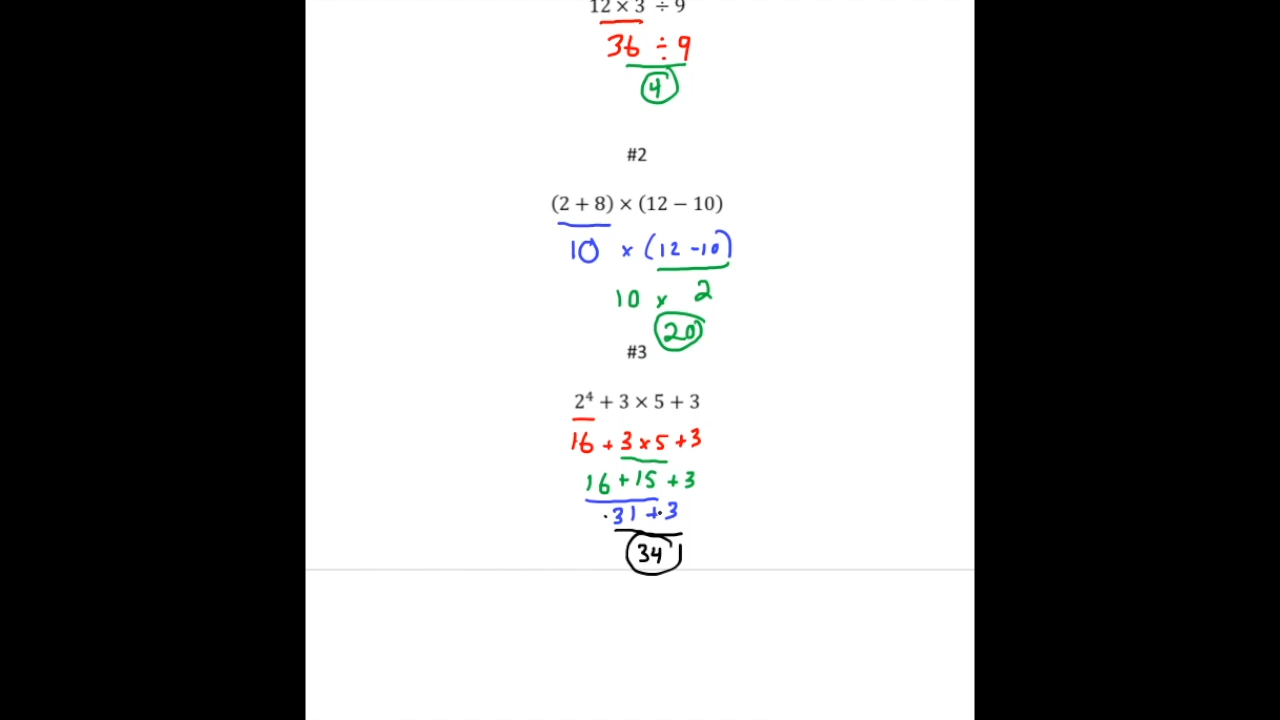 12 × 3 ÷ 9
36 ÷ 9
4
#2
(2 + 8) × (12 − 10)
10 × (12 - 10)
10 × 2
20
#3
2⁴ + 3 × 5 + 3
16 + 3 × 5 + 3
16 + 15 + 3
31 + 3
34